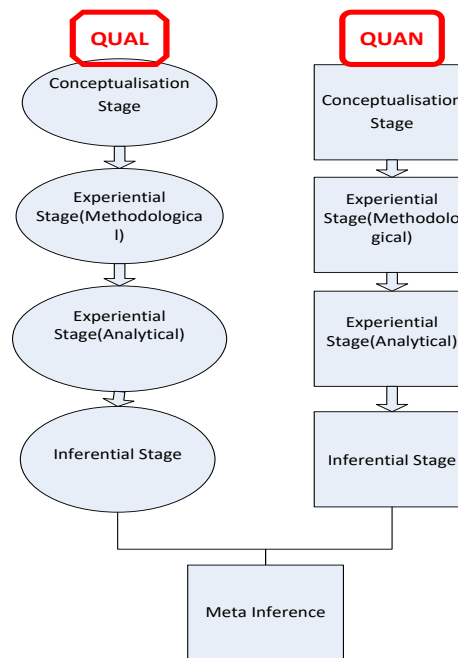 QUAL
Conceptualisation
Stage
Experiential
Stage(Methodologica
l)
Experiential
Stage(Analytical)
Inferential Stage
QUAN
Conceptualisation
Stage
Experiential
Stage(Methodolo
gical)
Experiential
Stage(Analytical)
Inferential Stage
Meta Inference